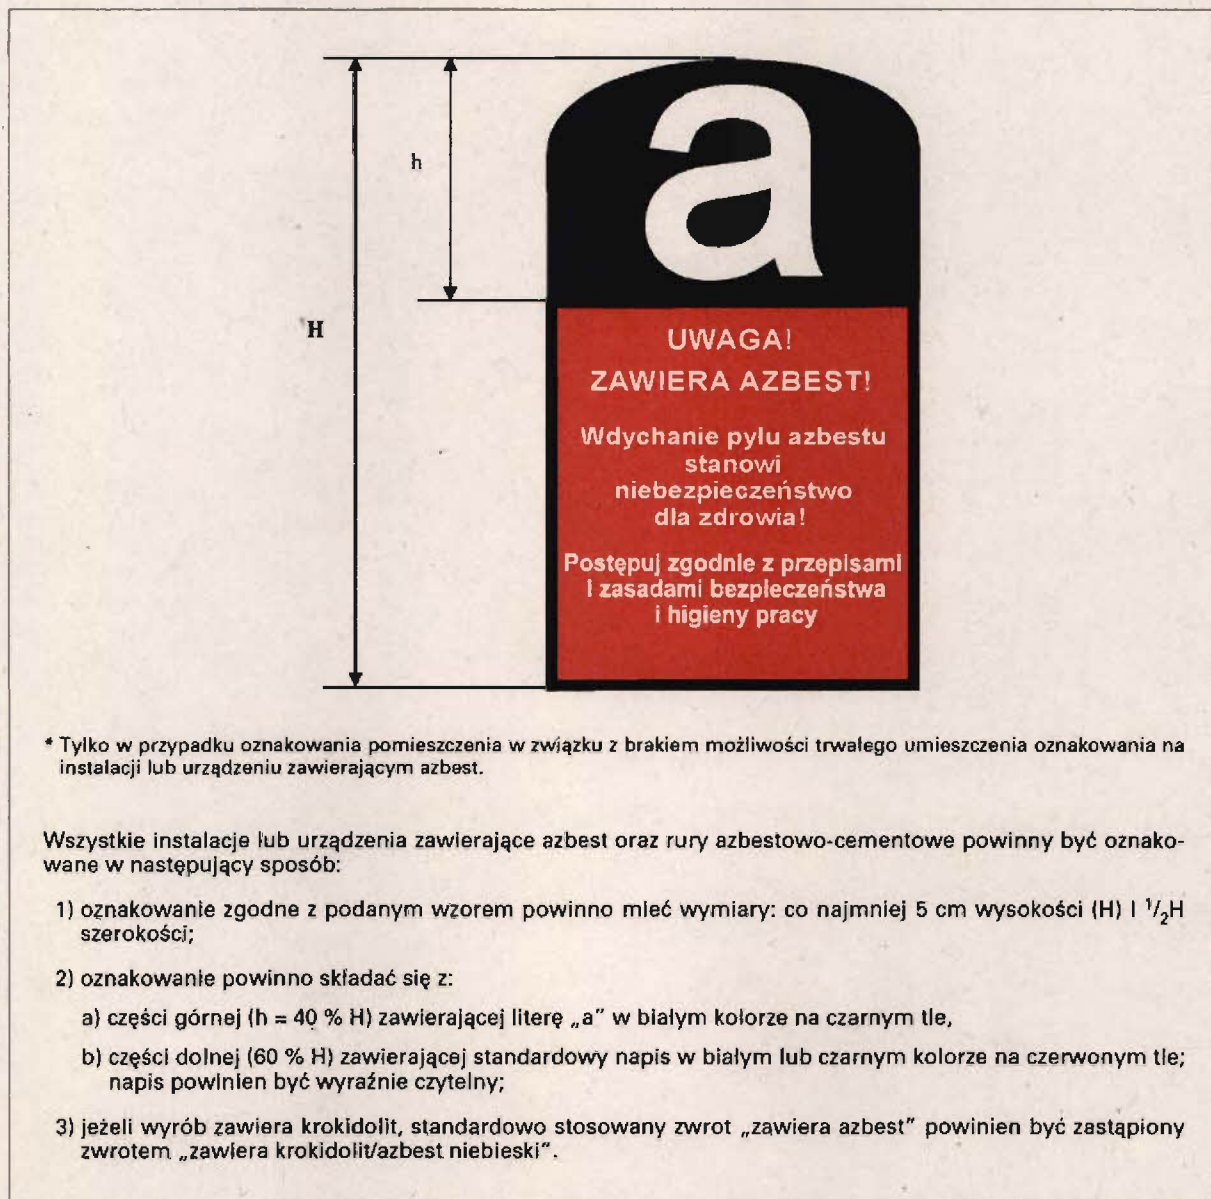 a
h
H
UWAGA!
ZAWIERA AZBEST!
Wdychanie pylu azbestu
stanowi
niebezpieczeństwo
dla zdrowia!
Postępuj zgodnie z przepisami
i zasadami bezpieczeństwa
i higieny pracy
* Tylko w przypadku oznakowania pomieszczenia w związku z brakiem możliwości trwałego umieszczenia oznakowania na
instalacji lub urządzeniu zawierającym azbest.
Wszystkie instalacje lub urządzenia zawierające azbest oraz rury azbestowo-cementowe powinny być oznako-
wane w następujący sposób:
1) oznakowanie zgodne z podanym wzorem powinno mieć wymiary: co najmniej 5 cm wysokości (H) i 1/2H
szerokości;
2) oznakowanie powinno składać się z:
a) części górnej (h = 40 % H) zawierającej literę „a" w białym kolorze na czarnym tle,
b) części dolnej (60 % H) zawierającej standardowy napis w białym lub czarnym kolorze na czerwonym tle;
napis powinien być wyraźnie czytelny;
3) jeżeli wyrób zawiera krokidolit, standardowo stosowany zwrot „zawiera azbest" powinien być zastąpiony
zwrotem „zawiera krokidolit/azbest niebieski".